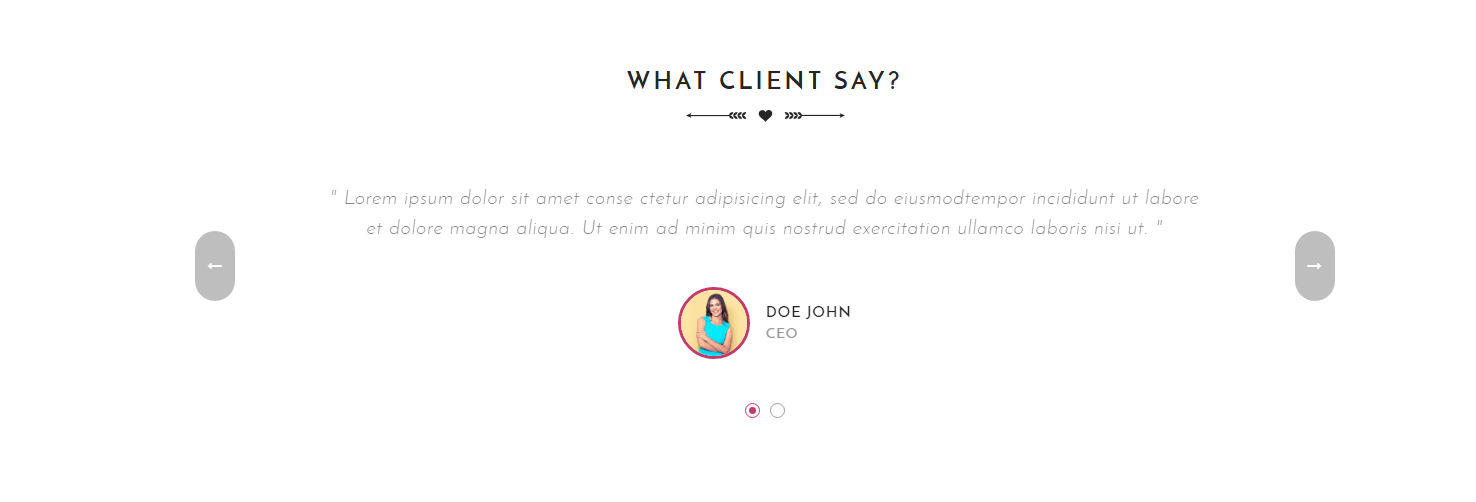 WHAT CLIENT SAY?
" Lorem ipsum dolor sit amet conse ctetur adipisicing elit, sed do eiusmodtempor incididunt ut labore
et dolore magna aliqua. Ut enim ad minim quis nostrud exercitation ullamco laboris nisi ut. "
DOE JOHN
CEO